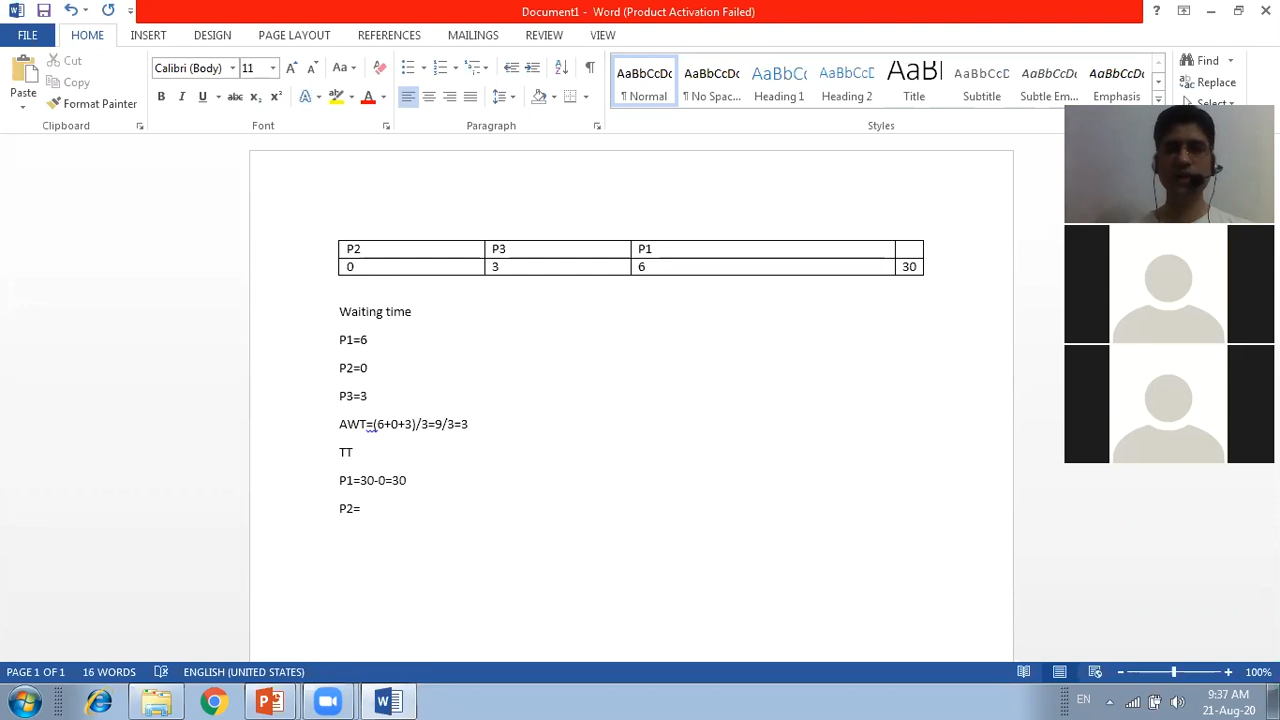 Document1 - Word (Product Activation Failed)
FILE HOME INSERT DESIGN PAGE LAYOUT REFERENCES MAILINGS REVIEW VIEW
Cut
Copy
Format Painter
Paste
Clipboard
Calibri (Body) 11
Font
Paragraph
AaBbCcDc AaBbCcDc AaBbCc AaBbCcD AaBl AaBbCcD AaBbCcDc AaBbCcDc
¶ Normal ¶ No Spac... Heading 1 Heading 2 Title Subtitle Subtle Em... Emphasis
Styles
Find
Replace
Select
P2 P3 P1
0 3 6 30
Waiting time
P1=6
P2=0
P3=3
AWT=(6+0+3)/3=9/3=3
TT
P1=30-0=30
P2=
PAGE 1 OF 1 16 WORDS ENGLISH (UNITED STATES) 100%
EN 9:37 AM
21-Aug-20